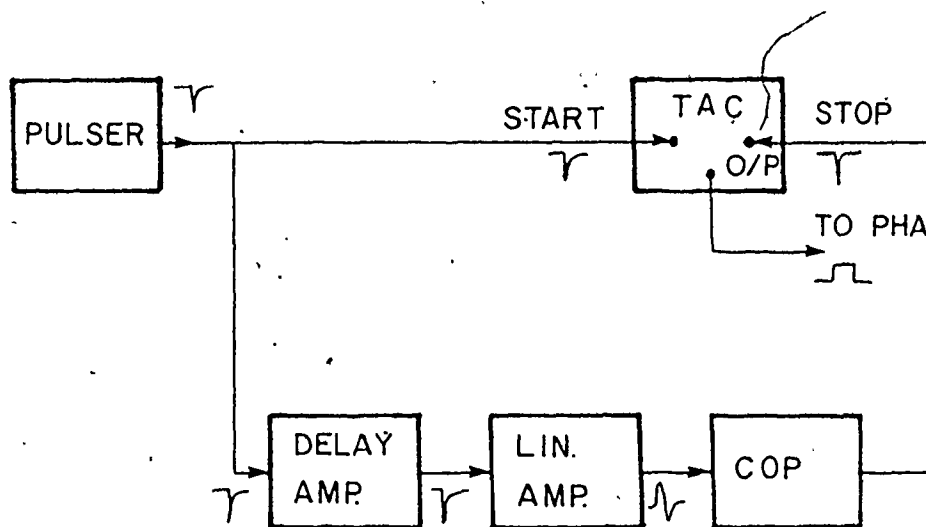 PULSER
START
TAC
O/P
STOP
TO PHA
DELAY
AMP.
LIN.
AMP.
COP